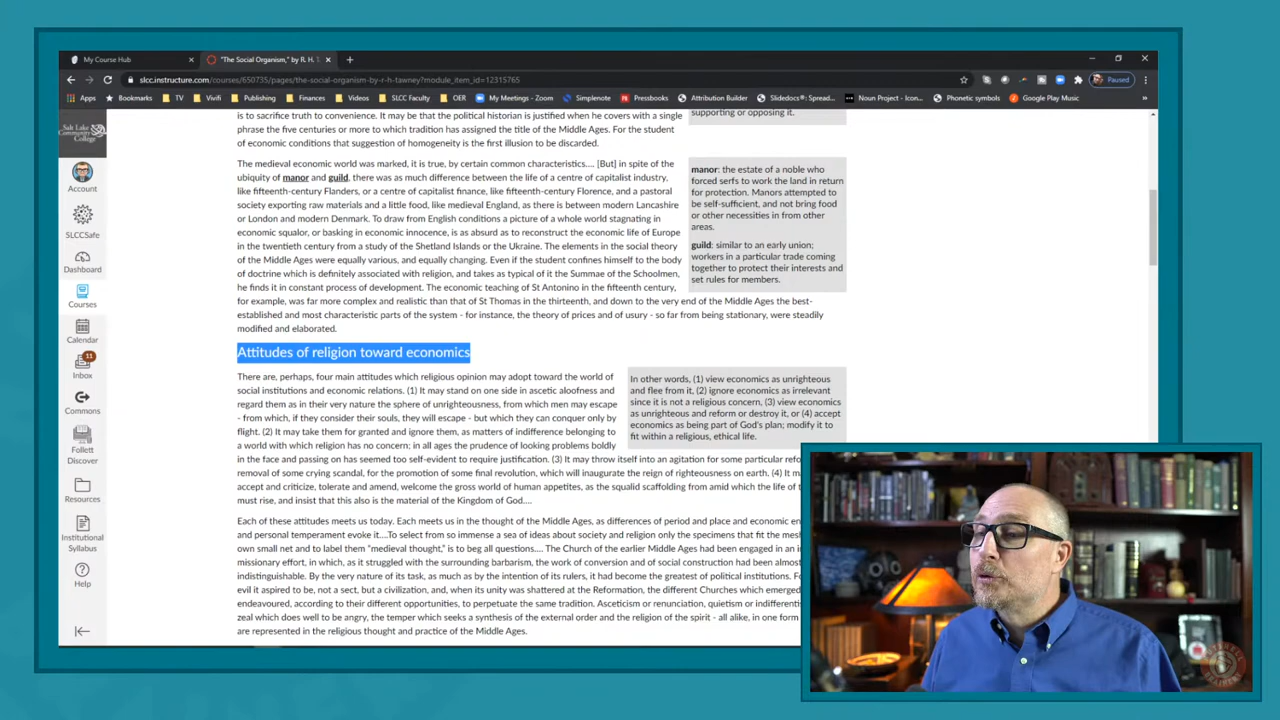 My Course Hub
"The Social Organism," by R. H. T
slcc.instructure.com/courses/650735/pages/the-social-organism-by-r-h-tawney?module_item_id=12315765
Paused
Apps
Bookmarks
TV
Vivifi
Publishing
Finances
Videos
SLCC Faculty
OER
My Meetings - Zoom
Simplenote
Pressbooks
Attribution Builder
Slidedocs®: Spread...
Noun Project - Icon...
Phonetic symbols
Google Play Music
Salt Lake
Community
College
Account
SLCCSafe
Dashboard
Courses
Calendar
11
Inbox
Commons
Follett
Discover
Resources
Institutional
Syllabus
Help
is to sacrifice truth to convenience. It may be that the political historian is justified when he covers with a single
phrase the five centuries or more to which tradition has assigned the title of the Middle Ages. For the student
of economic conditions that suggestion of homogeneity is the first illusion to be discarded.
supporting or opposing it.
The medieval economic world was marked, it is true, by certain common characteristics.... [But] in spite of the
ubiquity of manor and guild, there was as much difference between the life of a centre of capitalist industry,
like fifteenth-century Flanders, or a centre of capitalist finance, like fifteenth-century Florence, and a pastoral
society exporting raw materials and a little food, like medieval England, as there is between modern Lancashire
or London and modern Denmark. To draw from English conditions a picture of a whole world stagnating in
economic squalor, or basking in economic innocence, is as absurd as to reconstruct the economic life of Europe
in the twentieth century from a study of the Shetland Islands or the Ukraine. The elements in the social theory
of the Middle Ages were equally various, and equally changing. Even if the student confines himself to the body
of doctrine which is definitely associated with religion, and takes as typical of it the Summae of the Schoolmen,
he finds it in constant process of development. The economic teaching of St Antonino in the fifteenth century,
for example, was far more complex and realistic than that of St Thomas in the thirteenth, and down to the very end of the Middle Ages the best-
established and most characteristic parts of the system - for instance, the theory of prices and of usury - so far from being stationary, were steadily
modified and elaborated.
manor: the estate of a noble who
forced serfs to work the land in return
for protection. Manors attempted to
be self-sufficient, and not bring food
or other necessities in from other
areas.
guild: similar to an early union;
workers in a particular trade coming
together to protect their interests and
set rules for members.
Attitudes of religion toward economics
There are, perhaps, four main attitudes which religious opinion may adopt toward the world of
social institutions and economic relations. (1) It may stand on one side in ascetic aloofness and
regard them as in their very nature the sphere of unrighteousness, from which men may escape
- from which, if they consider their souls, they will escape - but which they can conquer only by
flight. (2) It may take them for granted and ignore them, as matters of indifference belonging to
a world with which religion has no concern: in all ages the prudence of looking problems boldly
in the face and passing on has seemed too self-evident to require justification. (3) It may throw itself into an agitation for some particular refo
removal of some crying scandal, for the promotion of some final revolution, which will inaugurate the reign of righteousness on earth. (4) It ma
accept and criticize, tolerate and amend, welcome the gross world of human appetites, as the squalid scaffolding from amid which the life of t
must rise, and insist that this also is the material of the Kingdom of God....
In other words, (1) view economics as unrighteous
and flee from it, (2) ignore economics as irrelevant
since it is not a religious concern, (3) view economics
as unrighteous and reform or destroy it, or (4) accept
economics as being part of God's plan; modify it to
fit within a religious, ethical life.
Each of these attitudes meets us today. Each meets us in the thought of the Middle Ages, as differences of period and place and economic en
and personal temperament evoke it....To select from so immense a sea of ideas about society and religion only the specimens that fit the mesh
own small net and to label them "medieval thought," is to beg all questions.... The Church of the earlier Middle Ages had been engaged in an i
missionary effort, in which, as it struggled with the surrounding barbarism, the work of conversion and of social construction had been almost
indistinguishable. By the very nature of its task, as much as by the intention of its rulers, it had become the greatest of political institutions. Fo
evil it aspired to be, not a sect, but a civilization, and, when its unity was shattered at the Reformation, the different Churches which emerged
endeavoured, according to their different opportunities, to perpetuate the same tradition. Asceticism or renunciation, quietism or indifferenti
zeal which does well to be angry, the temper which seeks a synthesis of the external order and the religion of the spirit - all alike, in one form
are represented in the religious thought and practice of the Middle Ages.